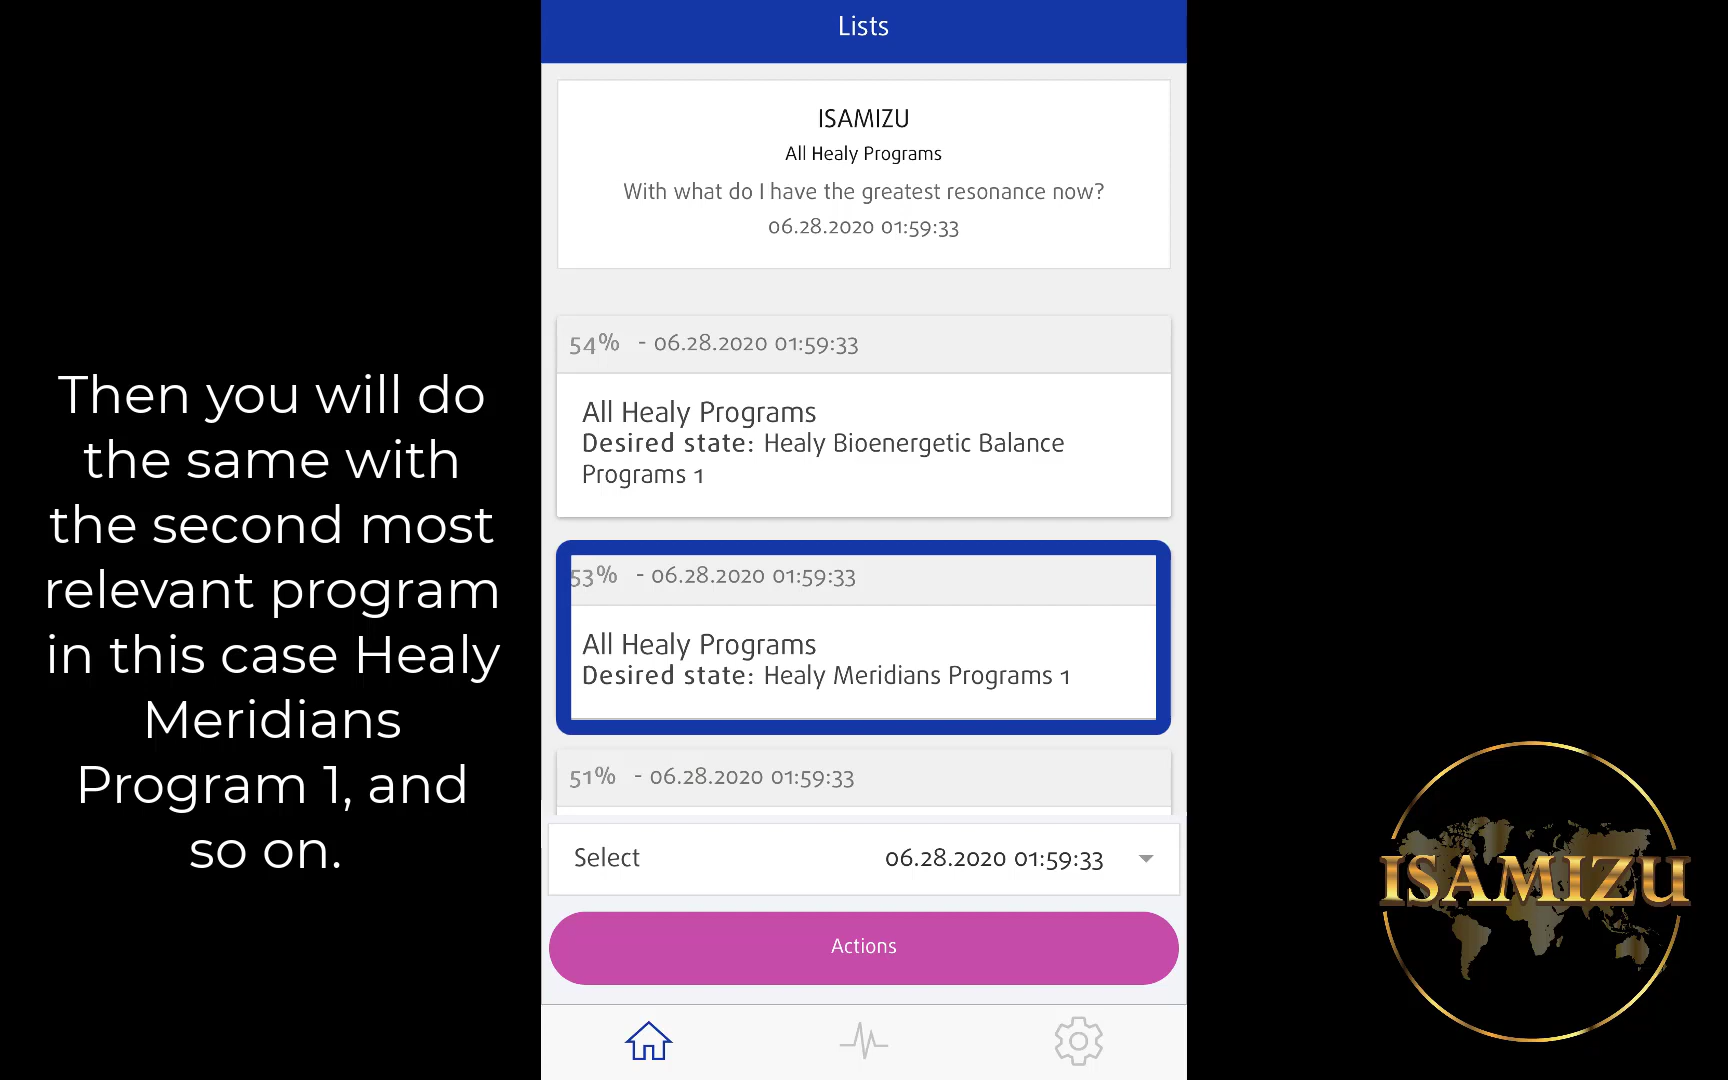 Then you will do
the same with
the second most
relevant program
in this case Healy
Meridians
Program 1, and
so on.
Lists
ISAMIZU
All Healy Programs
With what do I have the greatest resonance now?
06.28.2020 01:59:33
54% - 06.28.2020 01:59:33
All Healy Programs
Desired state: Healy Bioenergetic Balance
Programs 1
53% - 06.28.2020 01:59:33
All Healy Programs
Desired state: Healy Meridians Programs 1
51% - 06.28.2020 01:59:33
Select 06.28.2020 01:59:33
Actions
ISAMIZU